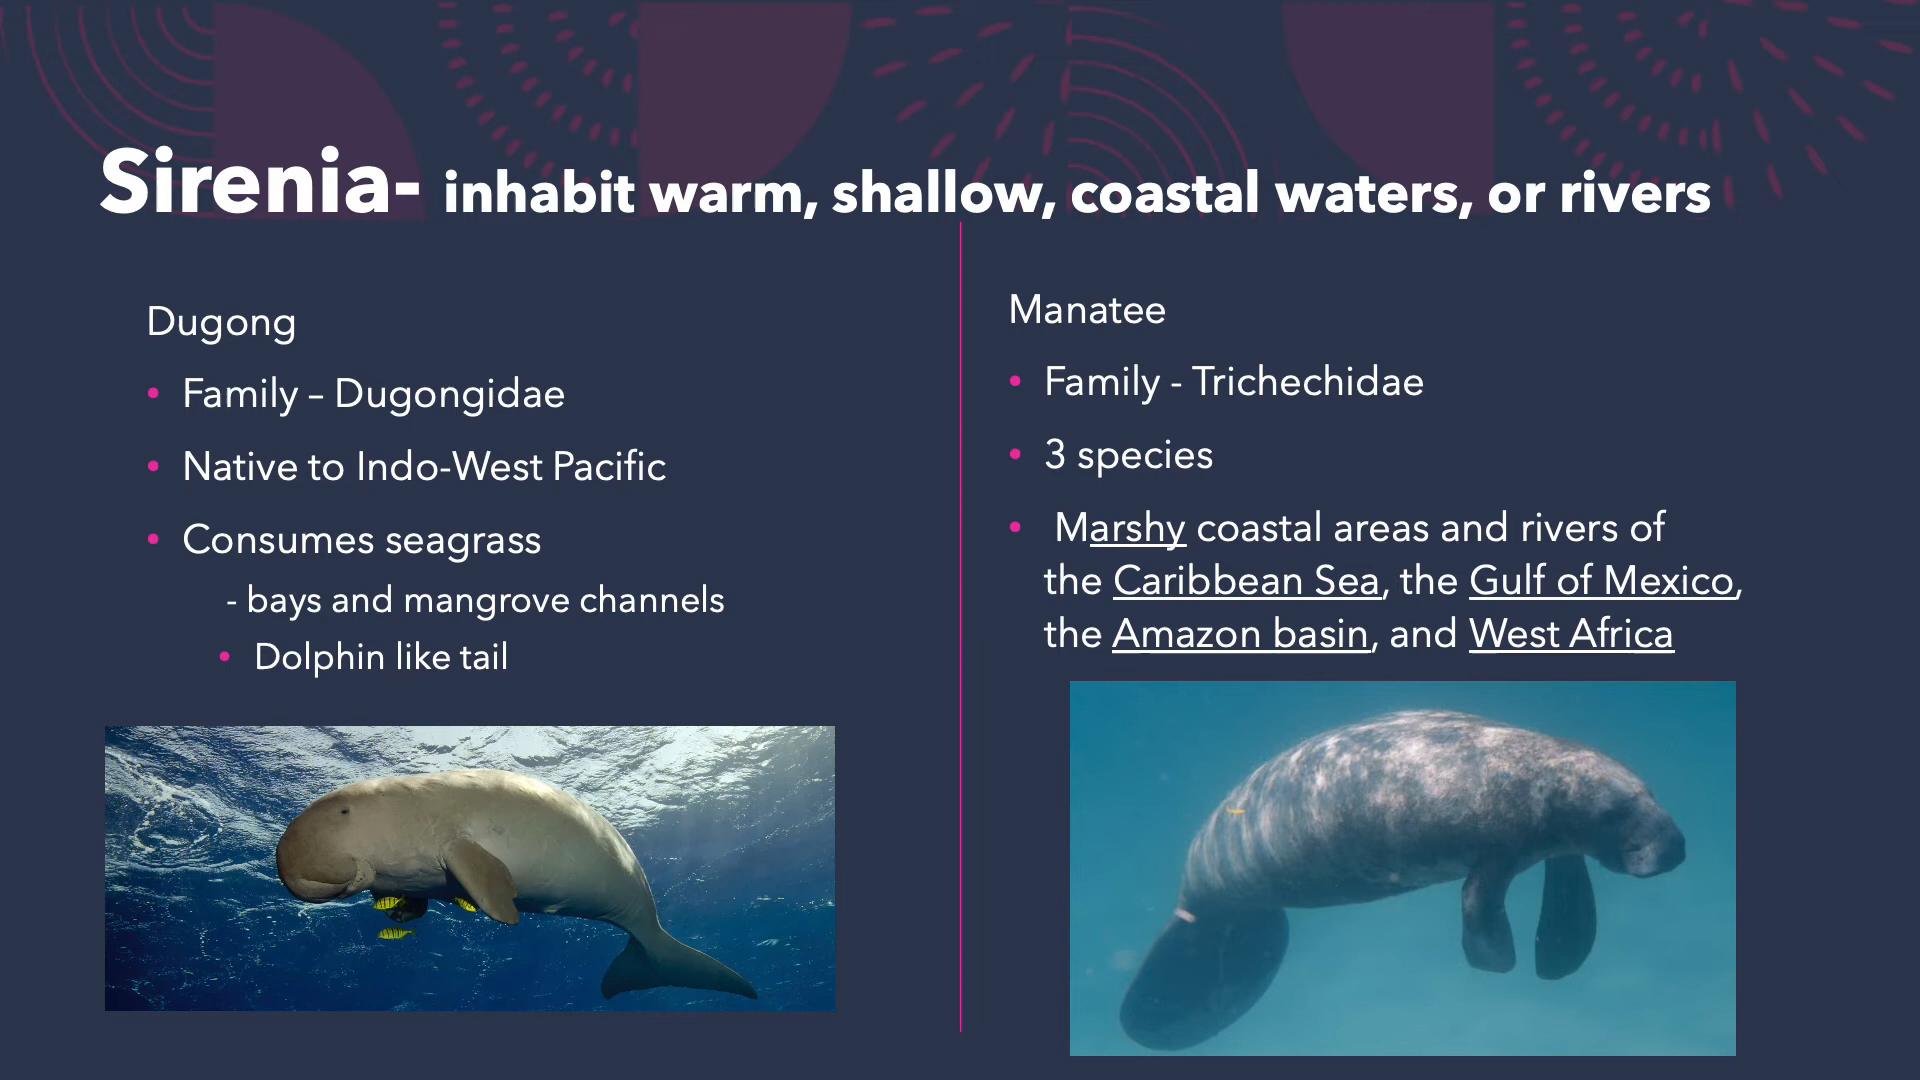 Sirenia- inhabit warm, shallow, coastal waters, or rivers
Dugong
• Family – Dugongidae
• Native to Indo-West Pacific
• Consumes seagrass
- bays and mangrove channels
• Dolphin like tail
Manatee
• Family - Trichechidae
• 3 species
• Marshy coastal areas and rivers of
the Caribbean Sea, the Gulf of Mexico,
the Amazon basin, and West Africa